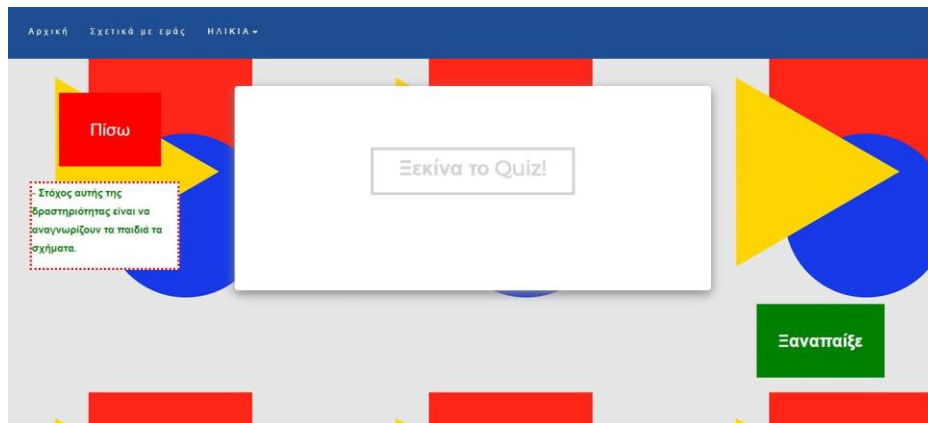 Αρχική Σχετικά με εμάς ΗΛΙΚΙΑ
Πίσω
Ξεκίνα το Quiz!
- Στόχος αυτής της
δραστηριότητας είναι να
αναγνωρίζουν τα παιδιά τα
σχήματα.
Ξαναπαίξε